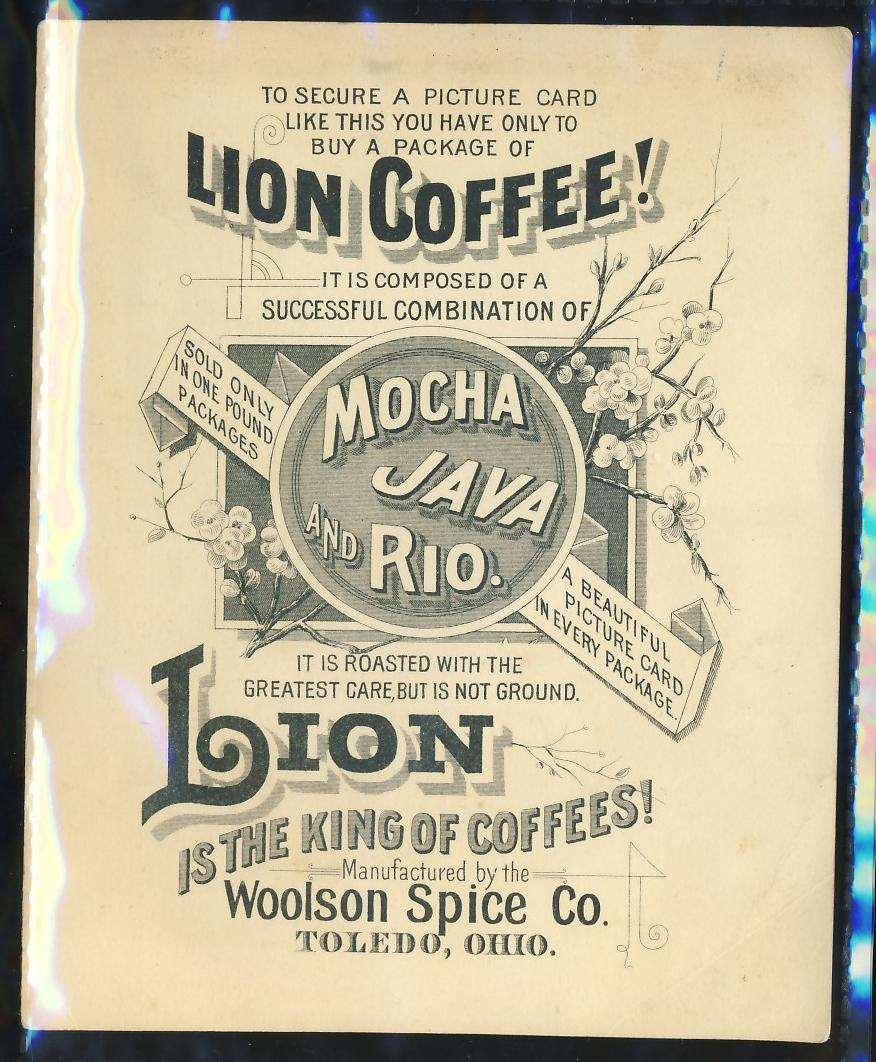 TO SECURE A PICTURE CARD
LIKE THIS YOU HAVE ONLY TO
BUY A PACKAGE OF
LION COFFEE!
IT IS COMPOSED OF A
SUCCESSFUL COMBINATION OF
SOLD ONLY
IN ONE POUND
PACKAGES
MOCHA
JAVA
AND RIO.
A BEAUTIFUL
PICTURE CARD
IN EVERY PACKAGE.
IT IS ROASTED WITH THE
GREATEST CARE, BUT IS NOT GROUND.
LION
IS THE KING OF COFFEES!
Manufactured by the
Woolson Spice Co.
TOLEDO, OHIO.